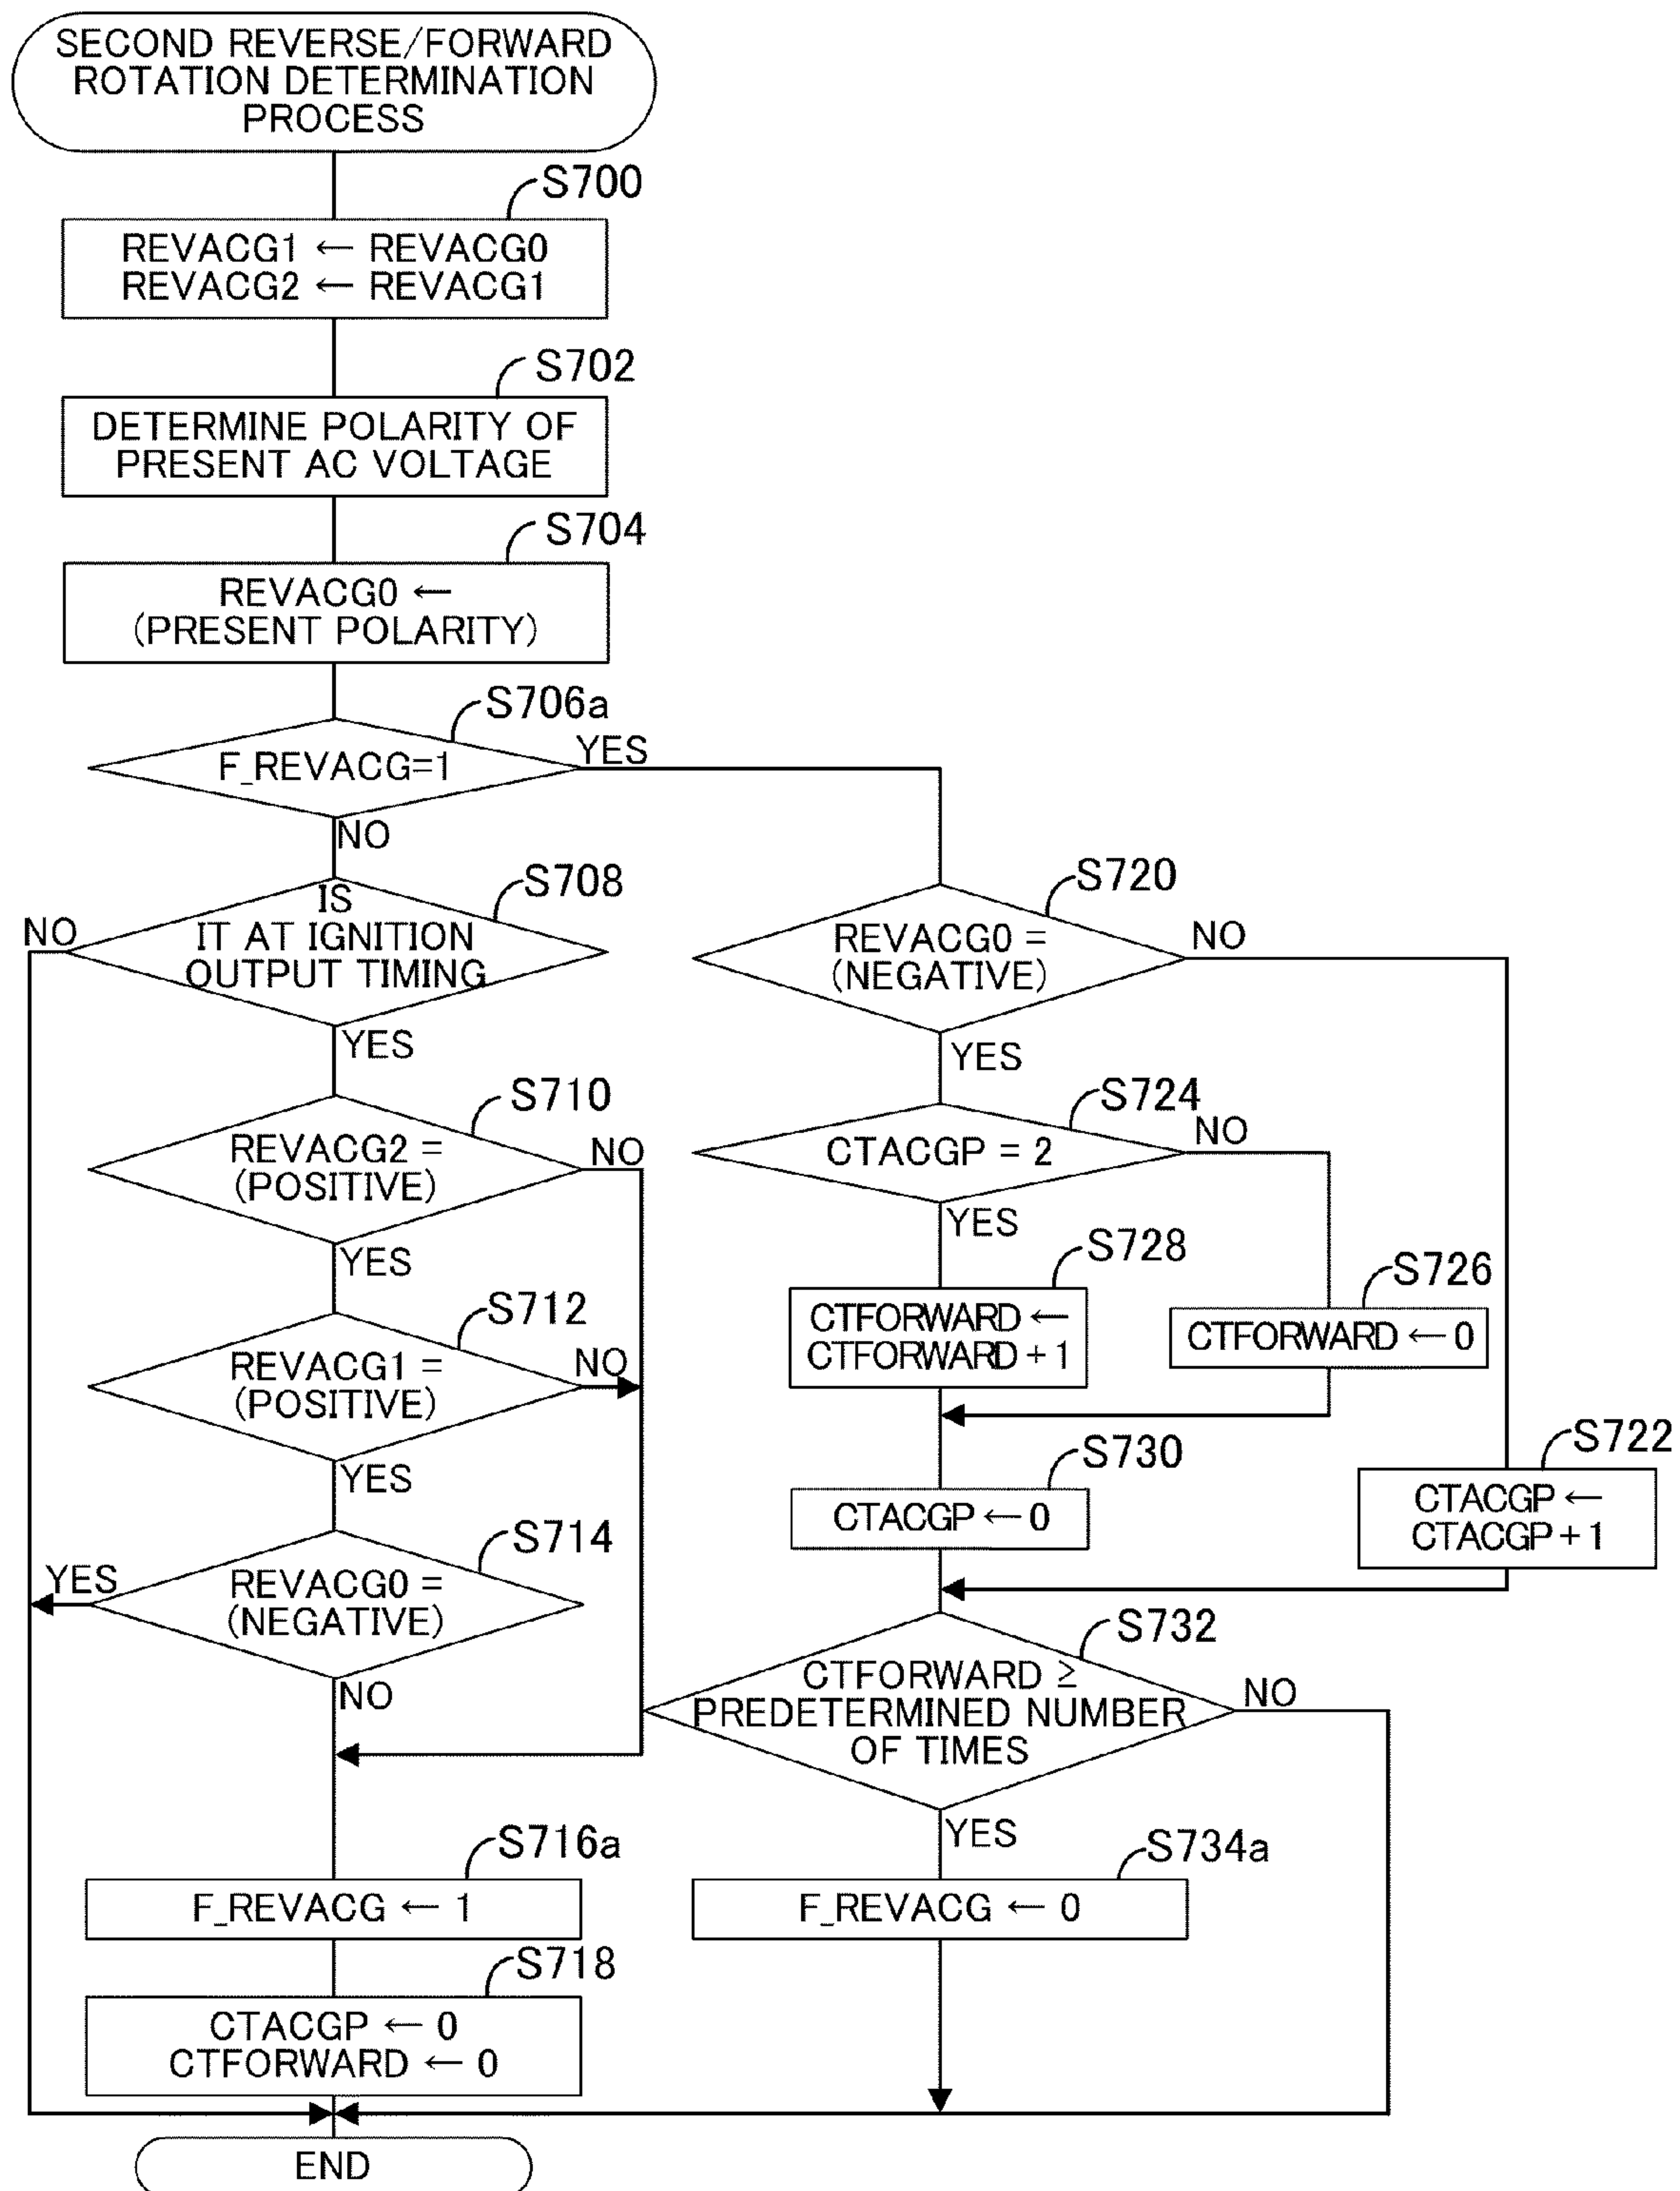 SECOND REVERSE/FORWARD
ROTATION DETERMINATION
PROCESS
S700
REVACG1 ← REVACG0
REVACG2 ← REVACG1
S702
DETERMINE POLARITY OF
PRESENT AC VOLTAGE
S704
REVACG0 ←
(PRESENT POLARITY)
S706a
F_REVACG=1
YES
NO
S708
IS
IT AT IGNITION
OUTPUT TIMING
NO
YES
S710
REVACG2 =
(POSITIVE)
NO
YES
S712
REVACG1 =
(POSITIVE)
NO
YES
S714
REVACG0 =
(NEGATIVE)
YES
NO
S716a
F_REVACG ← 1
S718
CTACGP ← 0
CTFORWARD ← 0
S720
REVACG0 =
(NEGATIVE)
NO
YES
S724
CTACGP = 2
NO
YES
S728
CTFORWARD ←
CTFORWARD + 1
S726
CTFORWARD ← 0
S730
CTACGP ← 0
S722
CTACGP ←
CTACGP + 1
S732
CTFORWARD ≥
PREDETERMINED NUMBER
OF TIMES
NO
YES
S734a
F_REVACG ← 0
END